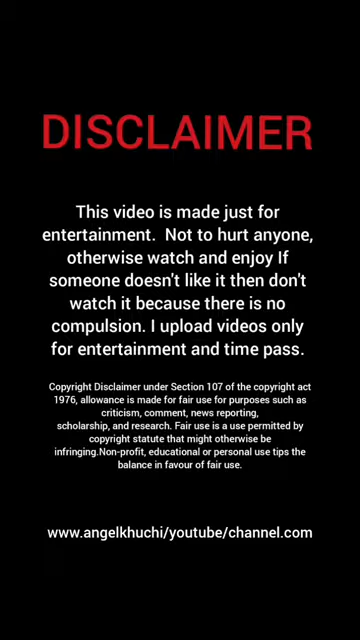 DISCLAIMER
This video is made just for
entertainment.  Not to hurt anyone,
otherwise watch and enjoy If
someone doesn't like it then don't
watch it because there is no
compulsion. I upload videos only
for entertainment and time pass.
Copyright Disclaimer under Section 107 of the copyright act
1976, allowance is made for fair use for purposes such as
criticism, comment, news reporting,
scholarship, and research. Fair use is a use permitted by
copyright statute that might otherwise be
infringing.Non-profit, educational or personal use tips the
balance in favour of fair use.
www.angelkhuchi/youtube/channel.com